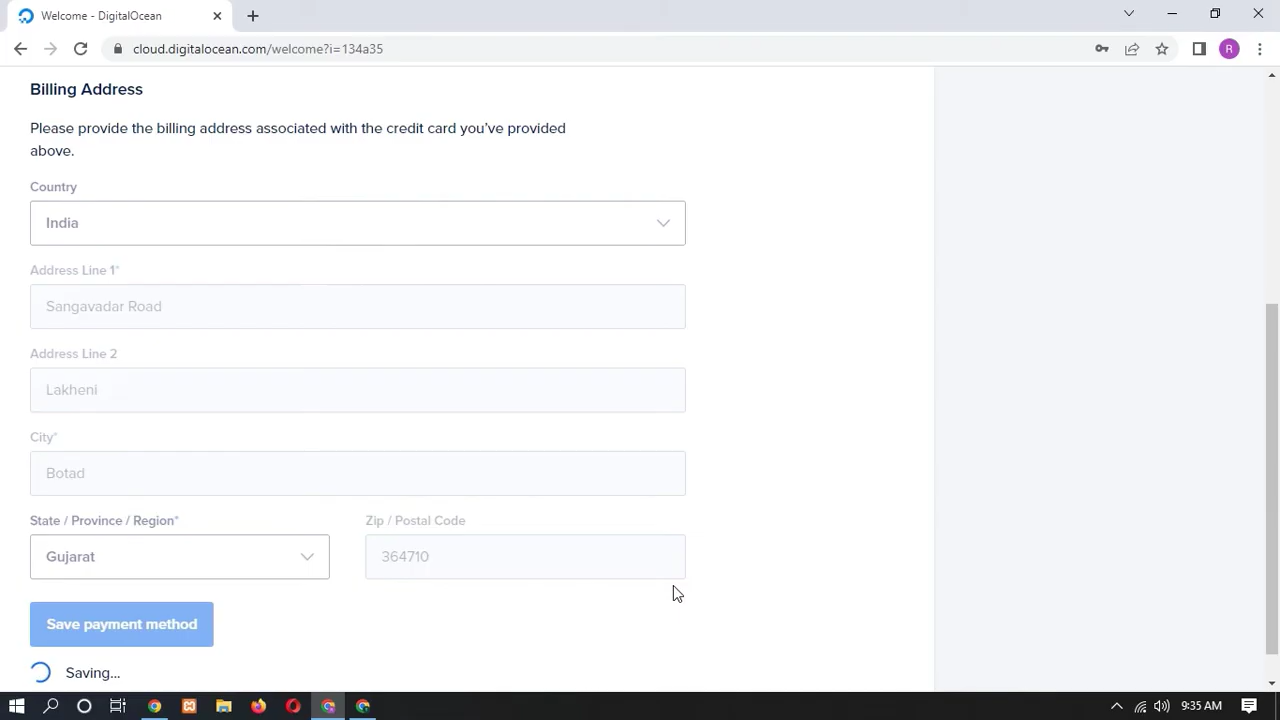 Welcome - DigitalOcean
cloud.digitalocean.com/welcome?i=134a35
R
Billing Address
Please provide the billing address associated with the credit card you’ve provided
above.
Country
India
Address Line 1*
Sangavadar Road
Address Line 2
Lakheni
City*
Botad
State / Province / Region*
Zip / Postal Code
Gujarat
364710
Save payment method
Saving...
9:35 AM